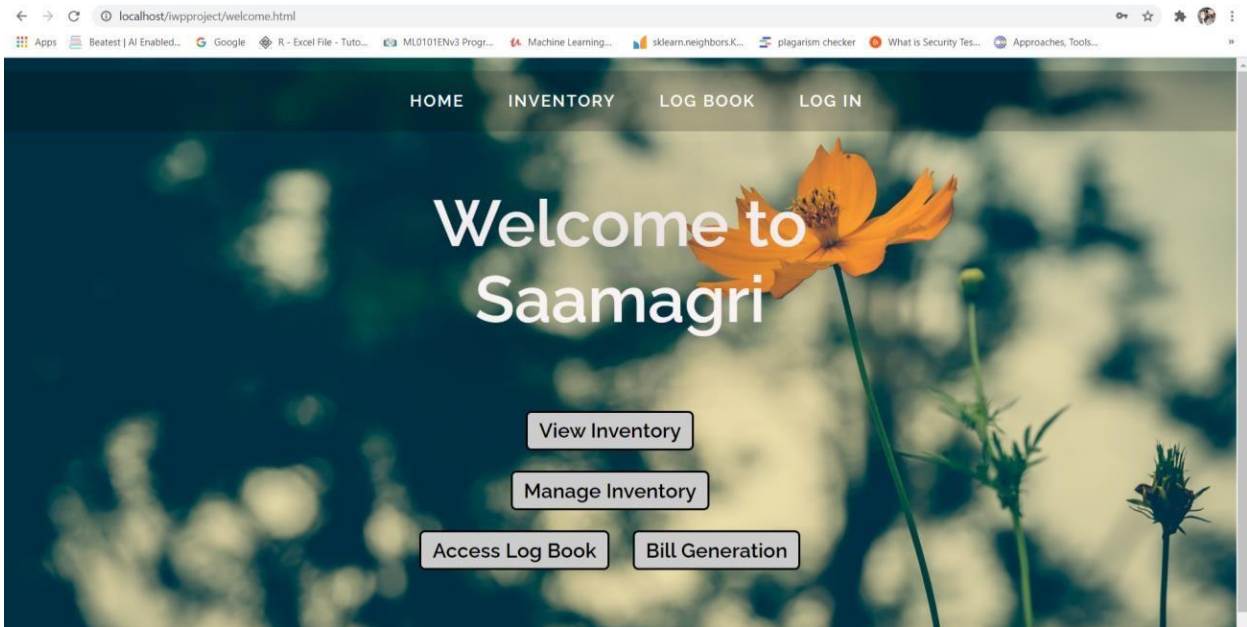 localhost/iwpproject/welcome.html
Apps Beatest | AI Enabled... Google R - Excel File - Tuto... ML0101ENv3 Progr... Machine Learning... sklearn.neighbors.K... plagarism checker What is Security Tes... Approaches, Tools... »
HOME INVENTORY LOG BOOK LOG IN
Welcome to
Saamagri
View Inventory
Manage Inventory
Access Log Book Bill Generation